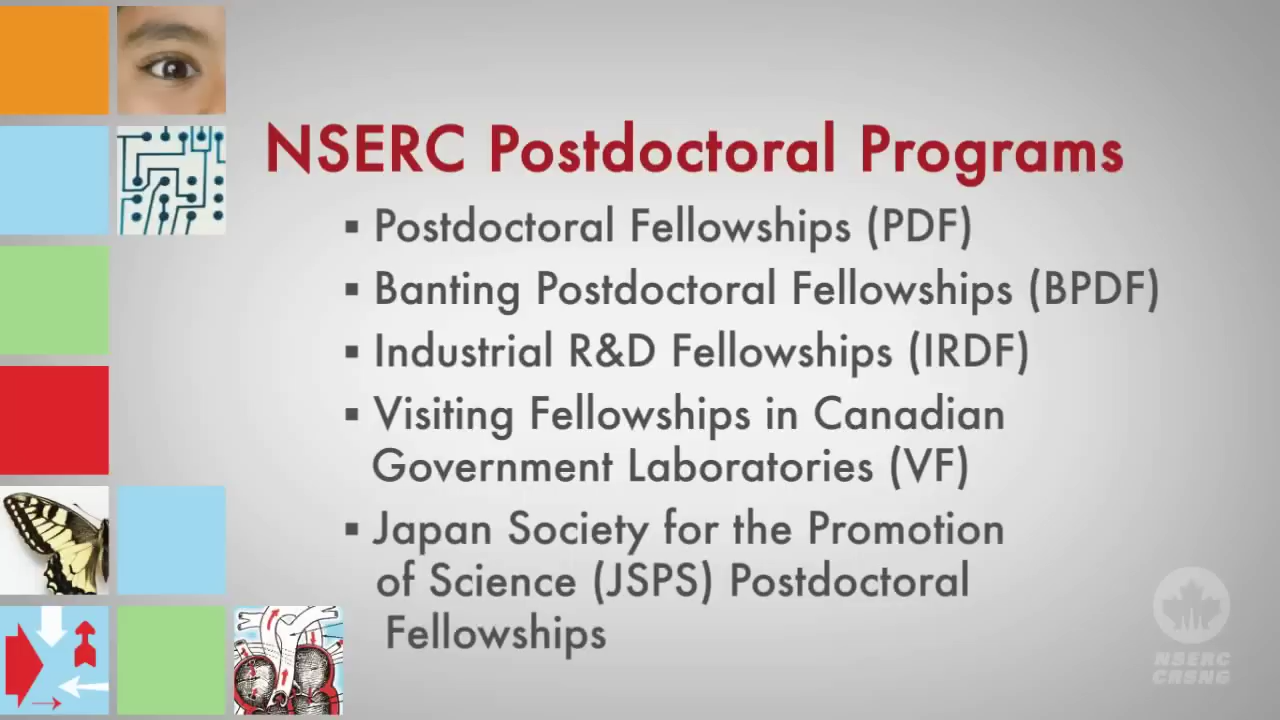 NSERC Postdoctoral Programs
▪ Postdoctoral Fellowships (PDF)
▪ Banting Postdoctoral Fellowships (BPDF)
▪ Industrial R&D Fellowships (IRDF)
▪ Visiting Fellowships in Canadian
Government Laboratories (VF)
▪ Japan Society for the Promotion
of Science (JSPS) Postdoctoral
Fellowships
NSERC
CRSNG